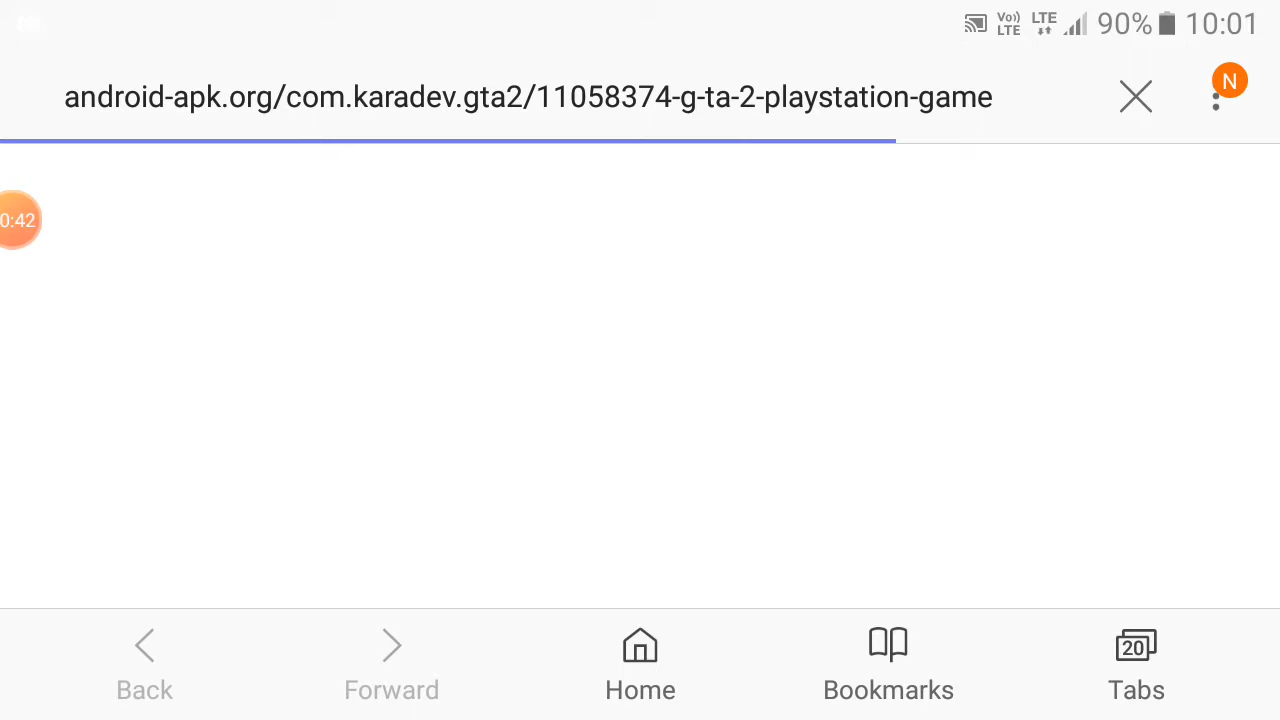 Vo)) LTE LTE 90% 10:01
android-apk.org/com.karadev.gta2/11058374-g-ta-2-playstation-game N
0:42
Back Forward Home Bookmarks 20 Tabs